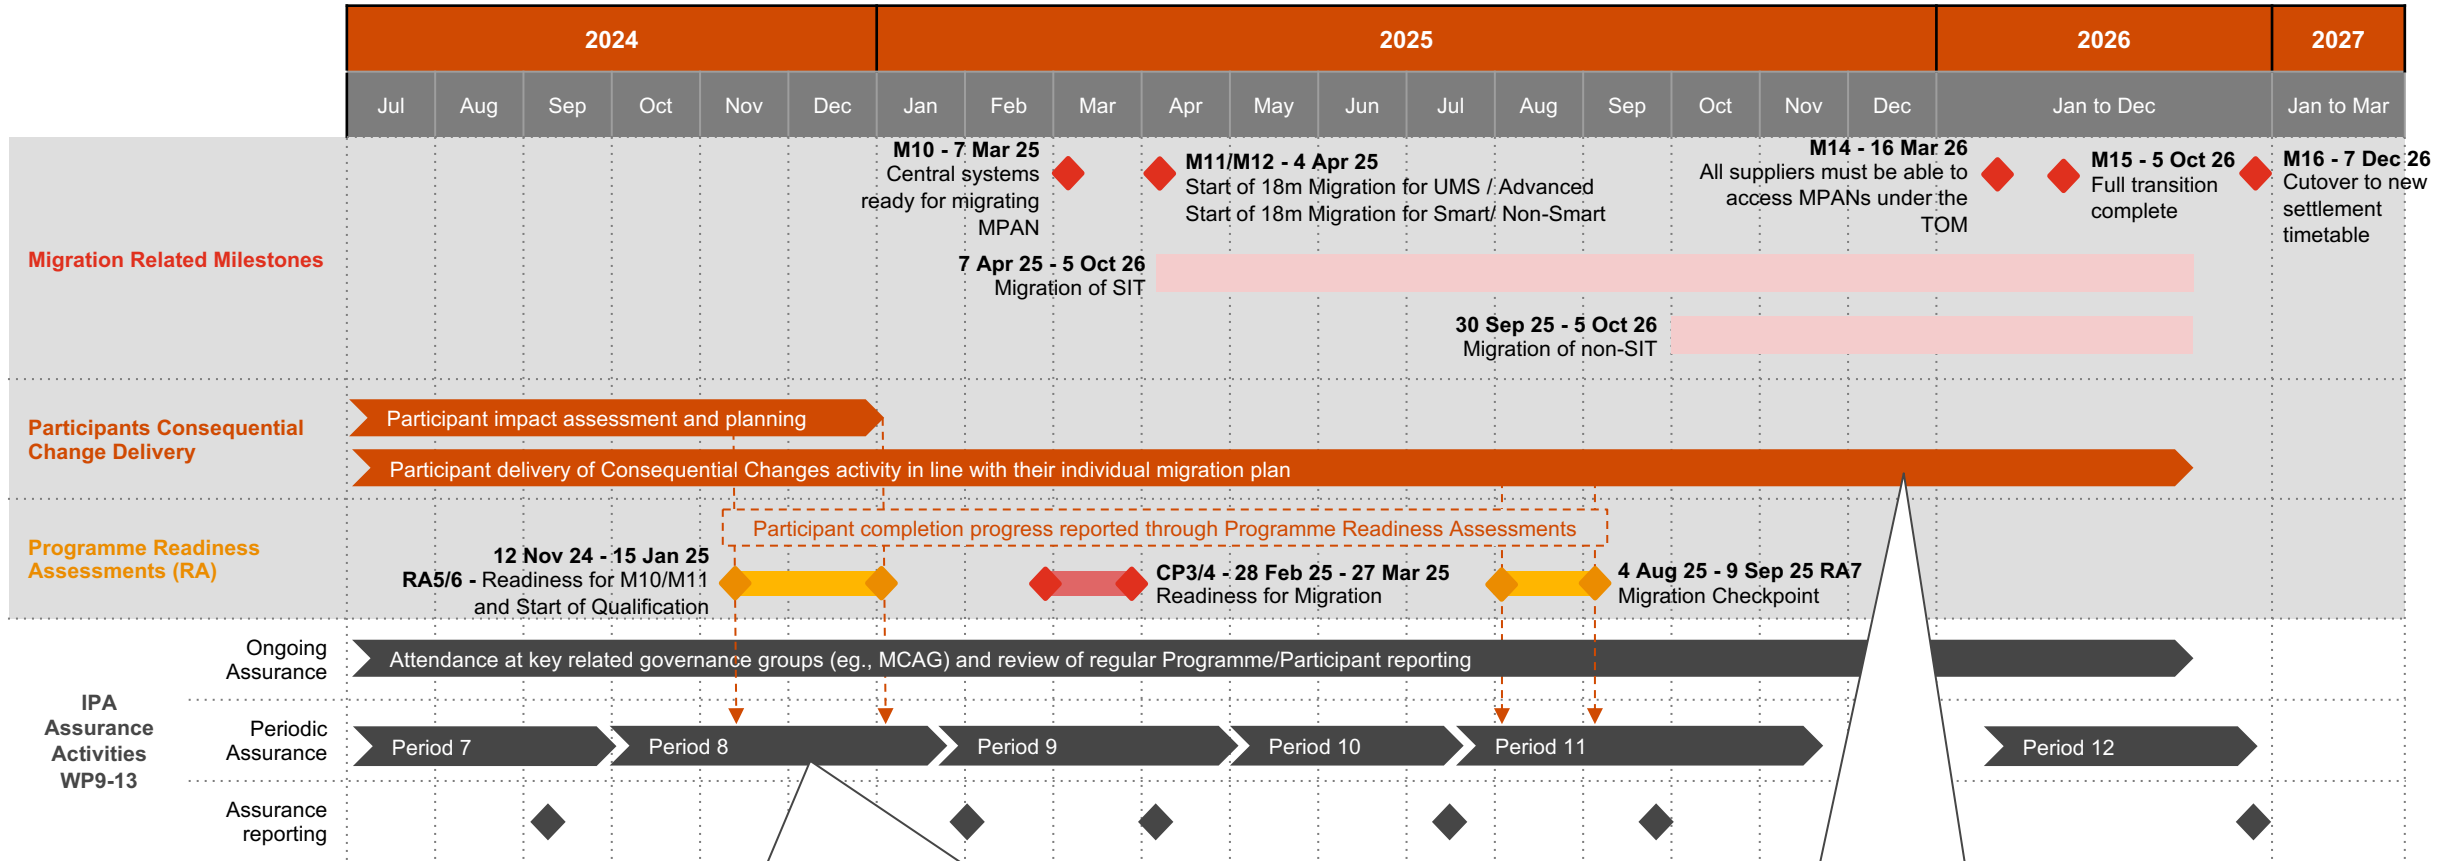 2024
2025
2026
2027
Jul
Aug
Sep
Oct
Nov
Dec
Jan
Feb
Mar
Apr
May
Jun
Jul
Aug
Sep
Oct
Nov
Dec
Jan to Dec
Jan to Mar
Migration Related Milestones
M10 - 7 Mar 25
Central systems
ready for migrating
MPAN
M11/M12 - 4 Apr 25
Start of 18m Migration for UMS / Advanced
Start of 18m Migration for Smart/ Non-Smart
M14 - 16 Mar 26
All suppliers must be able to
access MPANs under the
TOM
M15 - 5 Oct 26
Full transition
complete
M16 - 7 Dec 26
Cutover to new
settlement
timetable
7 Apr 25 - 5 Oct 26
Migration of SIT
30 Sep 25 - 5 Oct 26
Migration of non-SIT
Participants Consequential
Change Delivery
Participant impact assessment and planning
Participant delivery of Consequential Changes activity in line with their individual migration plan
Programme Readiness
Assessments (RA)
Participant completion progress reported through Programme Readiness Assessments
12 Nov 24 - 15 Jan 25
RA5/6 - Readiness for M10/M11
and Start of Qualification
CP3/4 - 28 Feb 25 - 27 Mar 25
Readiness for Migration
4 Aug 25 - 9 Sep 25 RA7
Migration Checkpoint
IPA
Assurance
Activities
WP9-13
Ongoing
Assurance
Attendance at key related governance groups (eg., MCAG) and review of regular Programme/Participant reporting
Periodic
Assurance
Period 7
Period 8
Period 9
Period 10
Period 11
Period 12
Assurance
reporting